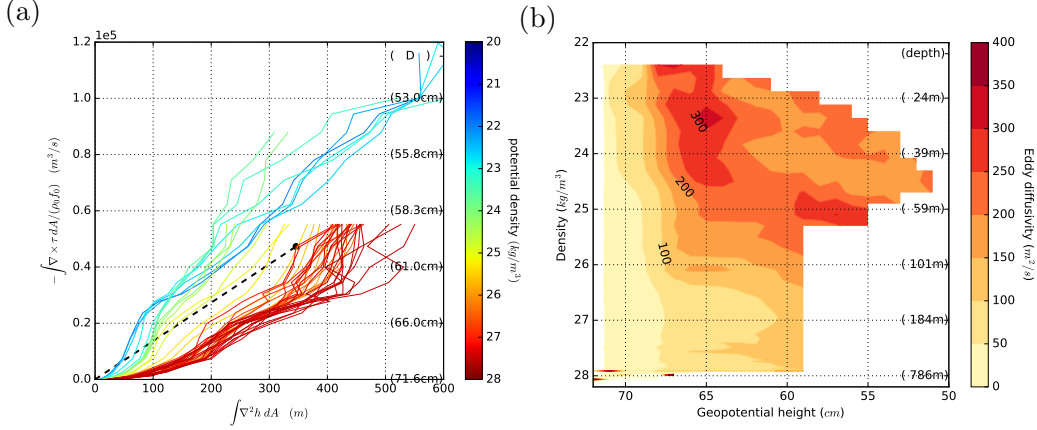 (a)
1e5
1.2
1.0
0.8
0.6
0.4
0.2
0.0
− ∫ ∇ × τ dA/(ρ₀f₀) (m³/s)
0 100 200 300 400 500 600
∫ ∇²h dA (m)
( D )
(53.0cm)
(55.8cm)
(58.3cm)
(61.0cm)
(66.0cm)
(71.6cm)
20
21
22
23
24
25
26
27
28
potential density (kg/m³)
(b)
22
23
24
25
26
27
28
Density (kg/m³)
70 65 60 55 50
Geopotential height (cm)
300
200
100
(depth)
( 24m)
( 39m)
( 59m)
( 101m)
( 184m)
( 786m)
400
350
300
250
200
150
100
50
0
Eddy diffusivity (m²/s)